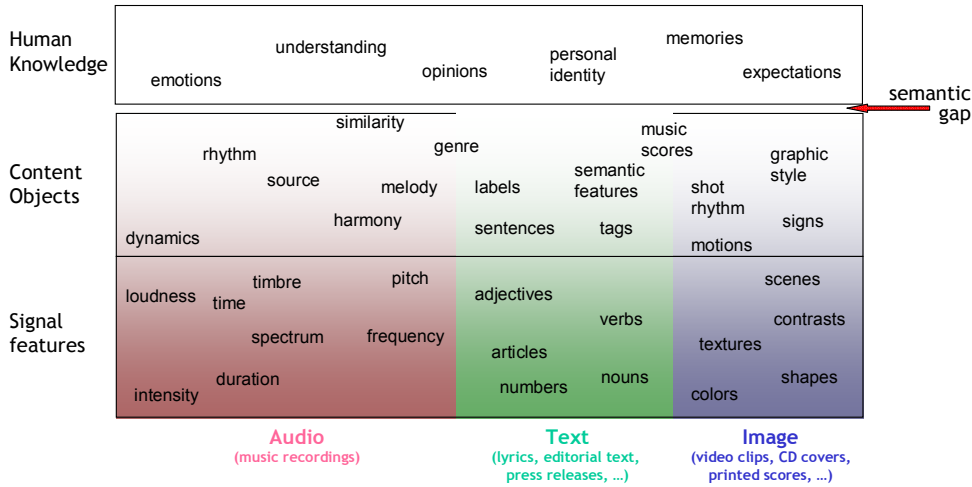 Human
Knowledge
emotions
understanding
opinions
personal
identity
memories
expectations
semantic
gap
Content
Objects
similarity
rhythm
genre
source
melody
harmony
dynamics
music
scores
semantic
features
labels
sentences
tags
graphic
style
shot
rhythm
signs
motions
Signal
features
loudness
timbre
time
pitch
spectrum
frequency
duration
intensity
adjectives
verbs
articles
numbers
nouns
scenes
contrasts
textures
shapes
colors
Audio
(music recordings)
Text
(lyrics, editorial text,
press releases, …)
Image
(video clips, CD covers,
printed scores, …)